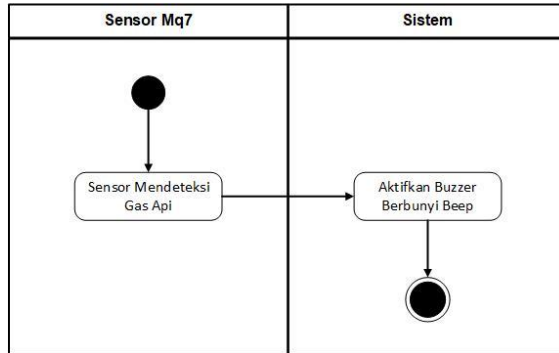 Sensor Mq7
Sistem
Sensor Mendeteksi
Gas Api
Aktifkan Buzzer
Berbunyi Beep